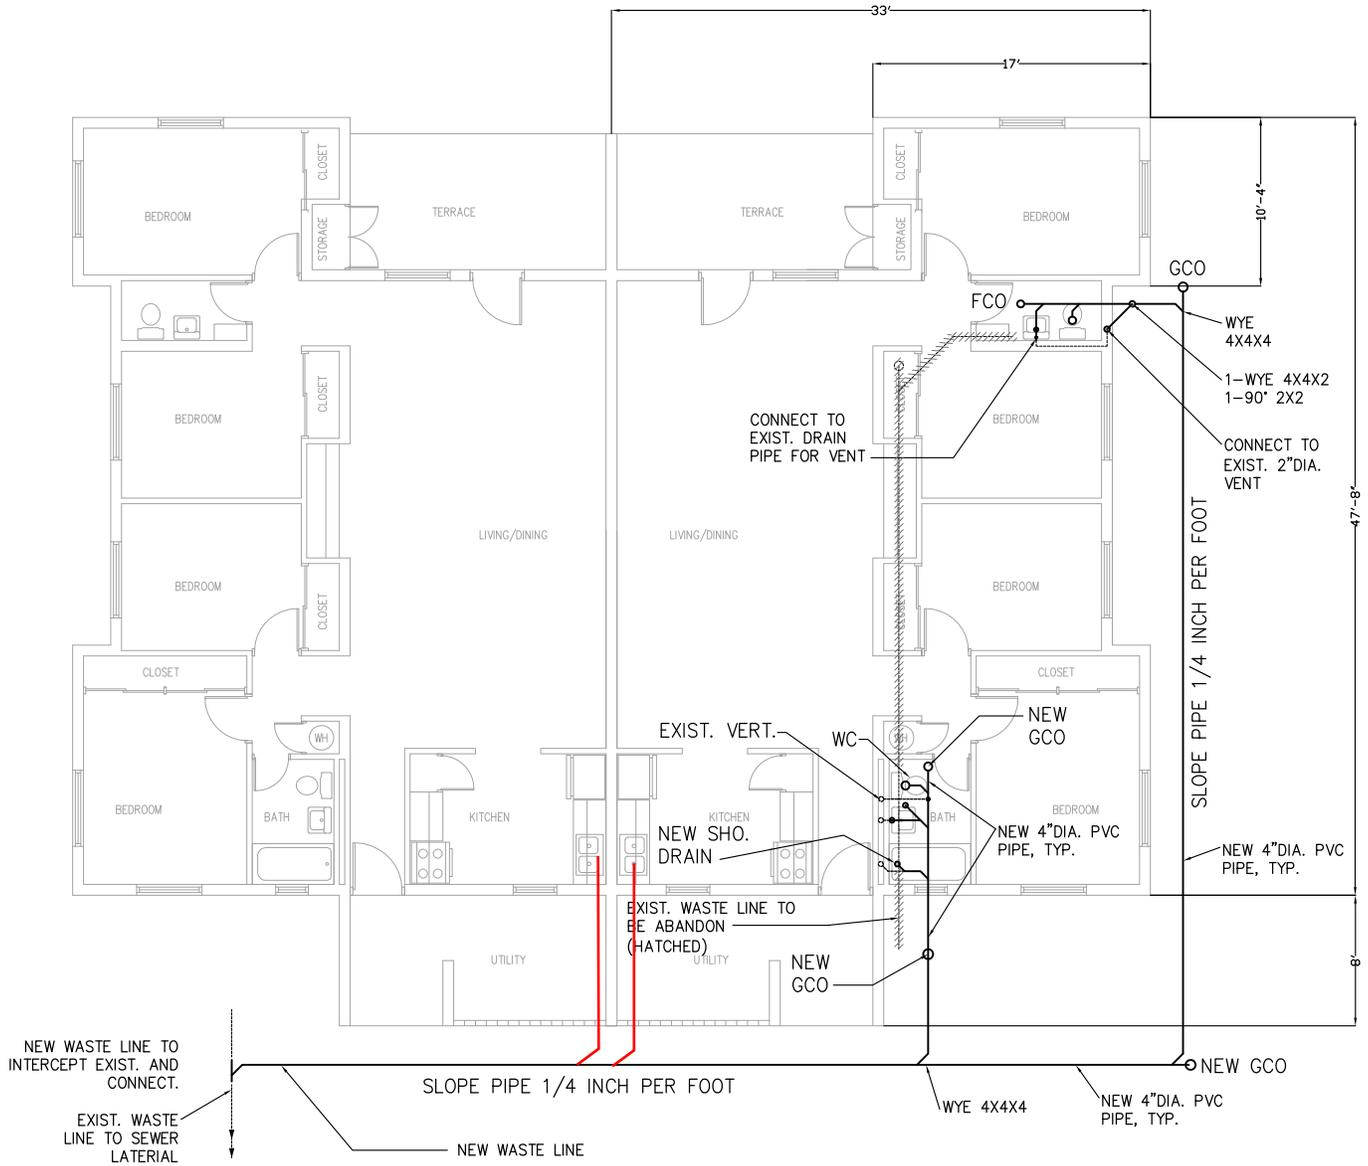 33'
17'
CLOSET
CLOSET
10'-4"
BEDROOM
TERRACE
TERRACE
BEDROOM
STORAGE
STORAGE
GCO
FCO
WYE
4X4X4
1-WYE 4X4X2
1-90° 2X2
CONNECT TO
EXIST. DRAIN
PIPE FOR VENT
CONNECT TO
EXIST. 2"DIA.
VENT
BEDROOM
CLOSET
CLOSET
BEDROOM
47'-8"
SLOPE PIPE 1/4 INCH PER FOOT
LIVING/DINING
LIVING/DINING
BEDROOM
CLOSET
CLOSET
BEDROOM
CLOSET
CLOSET
EXIST. VERT.
WC
NEW
GCO
WH
WH
BEDROOM
BATH
KITCHEN
KITCHEN
BATH
BEDROOM
NEW SHO.
DRAIN
NEW 4"DIA. PVC
PIPE, TYP.
NEW 4"DIA. PVC
PIPE, TYP.
EXIST. WASTE LINE TO
BE ABANDON
(HATCHED)
UTILITY
UTILITY
NEW
GCO
8'
NEW WASTE LINE TO
INTERCEPT EXIST. AND
CONNECT.
SLOPE PIPE 1/4 INCH PER FOOT
NEW GCO
EXIST. WASTE
LINE TO SEWER
LATERIAL
WYE 4X4X4
NEW 4"DIA. PVC
PIPE, TYP.
NEW WASTE LINE